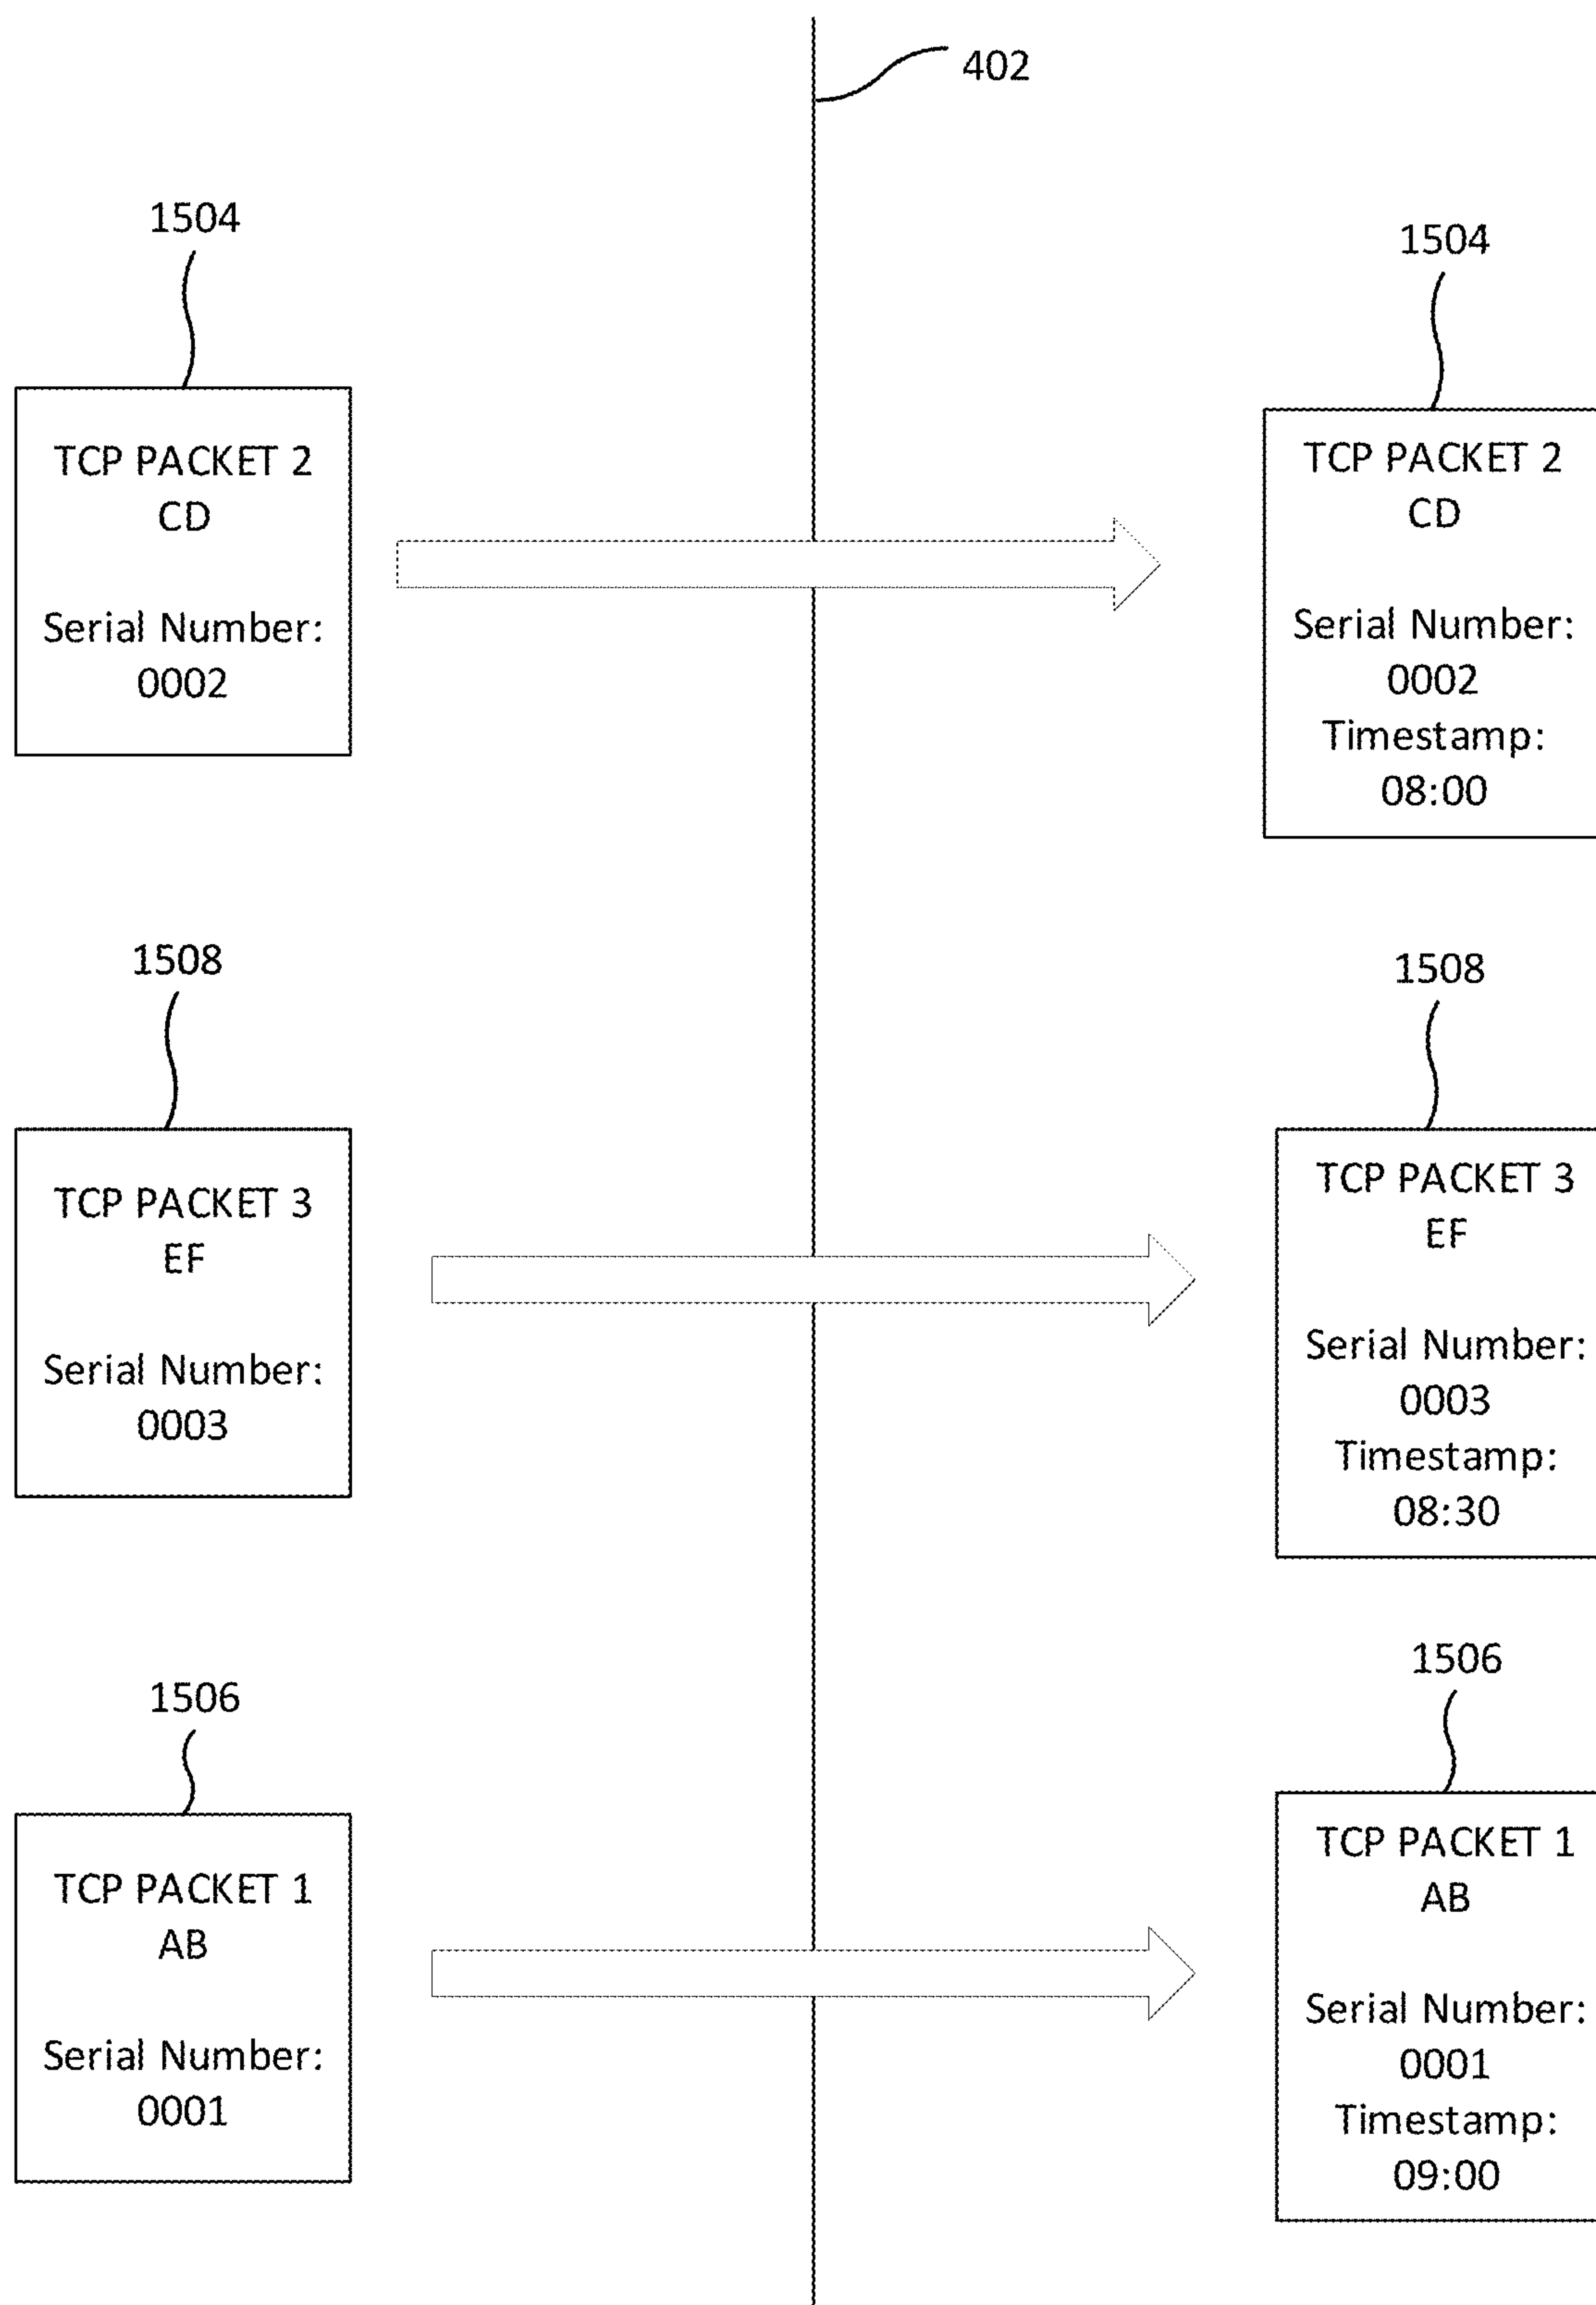 402
1504
TCP PACKET 2
CD
Serial Number:
0002
1504
TCP PACKET 2
CD
Serial Number:
0002
Timestamp:
08:00
1508
TCP PACKET 3
EF
Serial Number:
0003
1508
TCP PACKET 3
EF
Serial Number:
0003
Timestamp:
08:30
1506
TCP PACKET 1
AB
Serial Number:
0001
1506
TCP PACKET 1
AB
Serial Number:
0001
Timestamp:
09:00